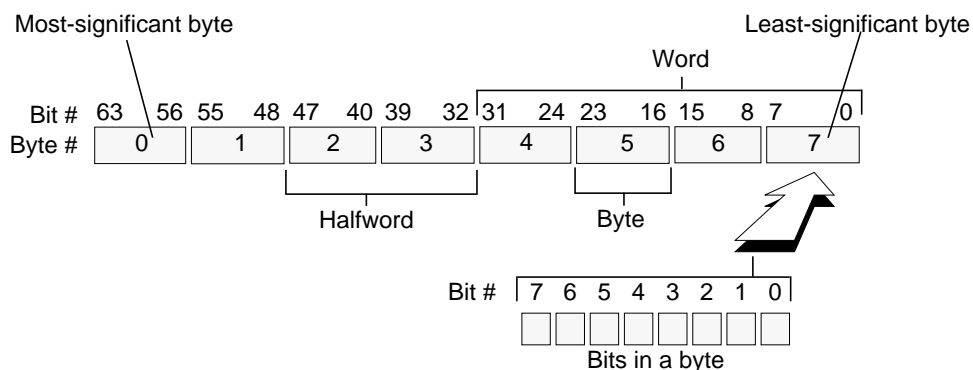 Most-significant byte Least-significant byte
Word
Bit # 63 56 55 48 47 40 39 32 31 24 23 16 15 8 7 0
Byte # 0 1 2 3 4 5 6 7
Halfword Byte
Bit # 7 6 5 4 3 2 1 0
Bits in a byte